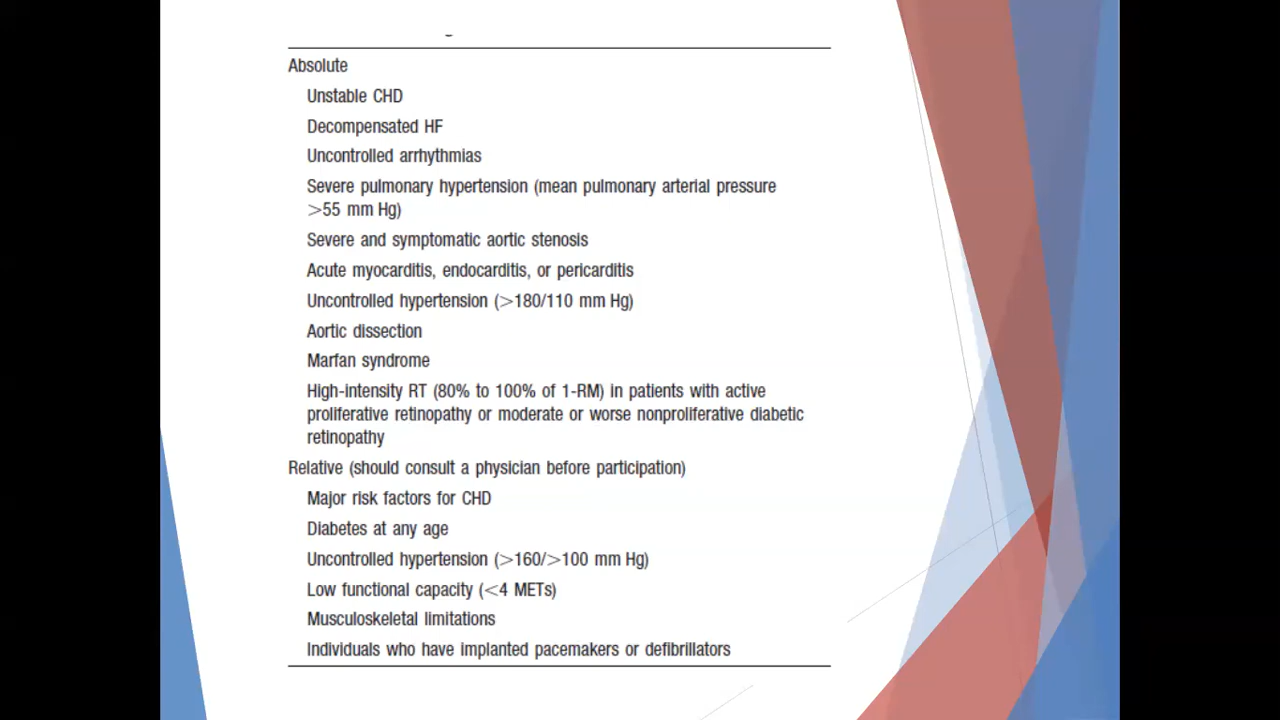 Absolute
Unstable CHD
Decompensated HF
Uncontrolled arrhythmias
Severe pulmonary hypertension (mean pulmonary arterial pressure
>55 mm Hg)
Severe and symptomatic aortic stenosis
Acute myocarditis, endocarditis, or pericarditis
Uncontrolled hypertension (>180/110 mm Hg)
Aortic dissection
Marfan syndrome
High-intensity RT (80% to 100% of 1-RM) in patients with active
proliferative retinopathy or moderate or worse nonproliferative diabetic
retinopathy
Relative (should consult a physician before participation)
Major risk factors for CHD
Diabetes at any age
Uncontrolled hypertension (>160/>100 mm Hg)
Low functional capacity (<4 METs)
Musculoskeletal limitations
Individuals who have implanted pacemakers or defibrillators